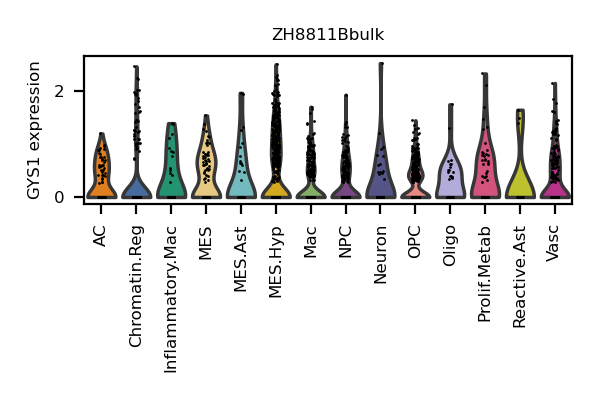 ZH8811Bbulk
GYS1 expression
2
0
AC
Chromatin.Reg
Inflammatory.Mac
MES
MES.Ast
MES.Hyp
Mac
NPC
Neuron
OPC
Oligo
Prolif.Metab
Reactive.Ast
Vasc